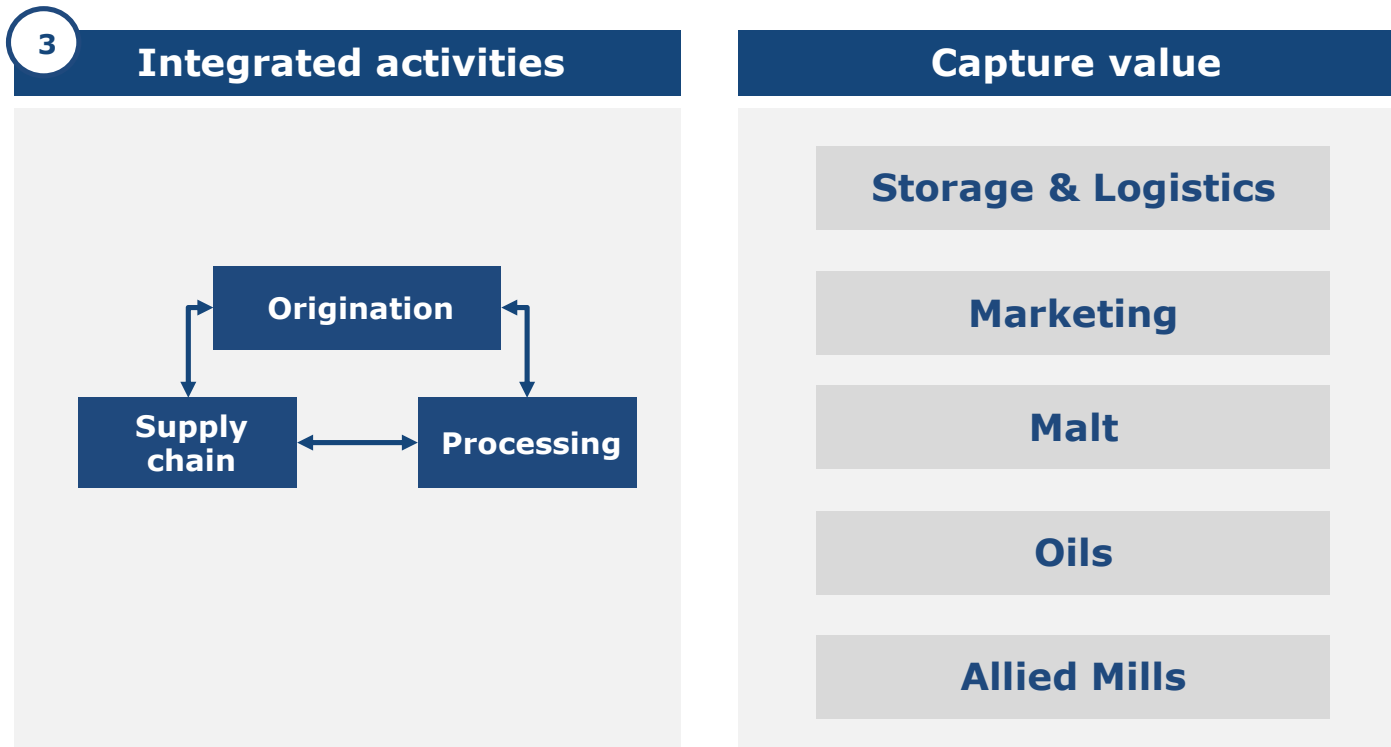 3
Integrated activities
Origination
Supply
chain
Processing
Capture value
Storage & Logistics
Marketing
Malt
Oils
Allied Mills